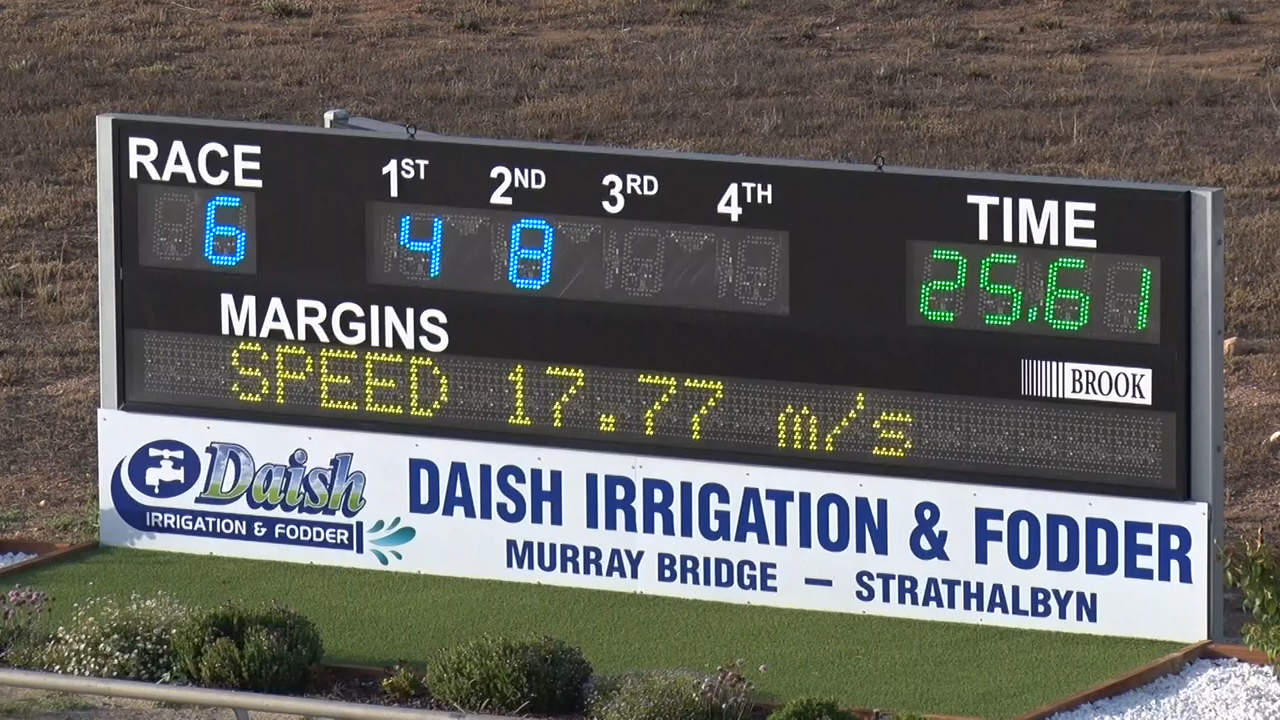 RACE 1ST 2ND 3RD 4TH TIME
6 4 8 25.61
MARGINS
BROOK
SPEED 17.77 m/s
Daish
IRRIGATION & FODDER
DAISH IRRIGATION & FODDER
MURRAY BRIDGE – STRATHALBYN